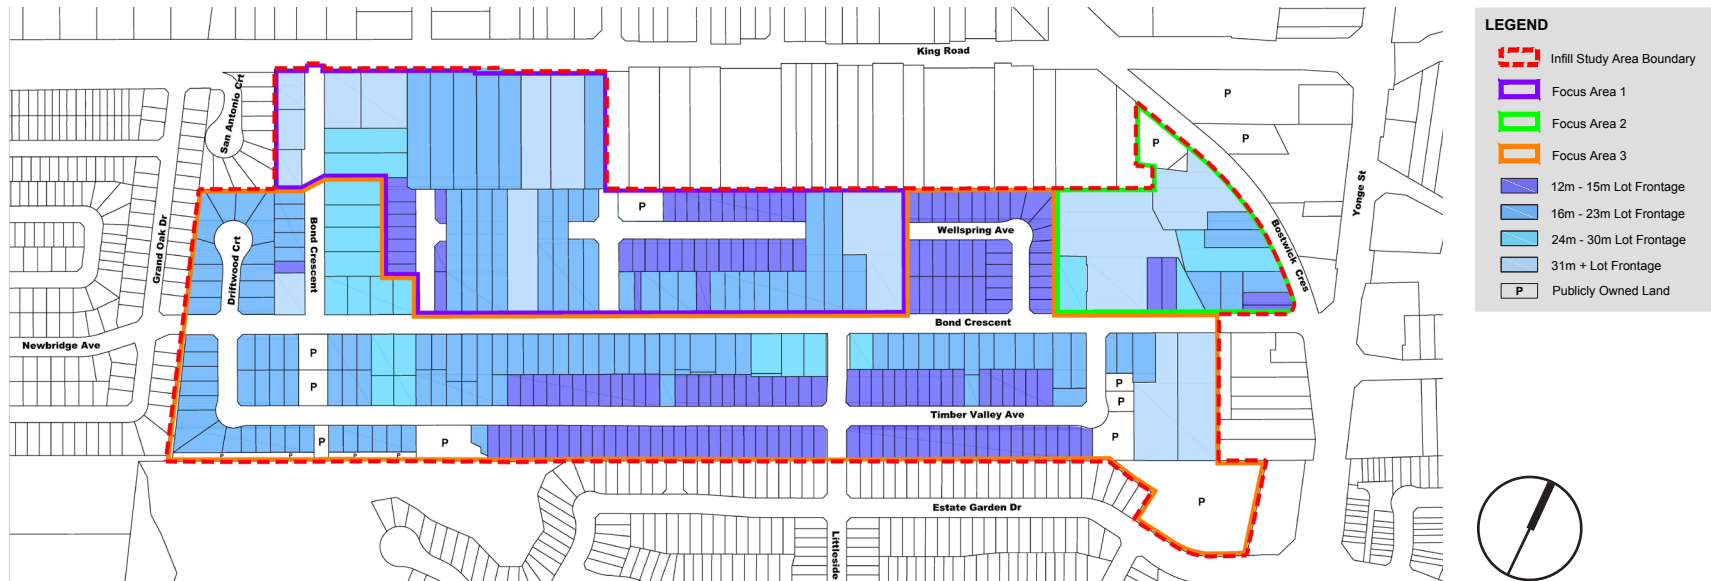 King Road
San Antonio Crt
P
P
P
P
Yonge St
Grand Oak Dr
Driftwood Crt
Bond Crescent
Wellspring Ave
Bostwick Cres
Bond Crescent
Newbridge Ave
P
P
P
P
Timber Valley Ave
P
P
P
P
P
P
P
P
Estate Garden Dr
Littleside
LEGEND
Infill Study Area Boundary
Focus Area 1
Focus Area 2
Focus Area 3
12m - 15m Lot Frontage
16m - 23m Lot Frontage
24m - 30m Lot Frontage
31m + Lot Frontage
P Publicly Owned Land